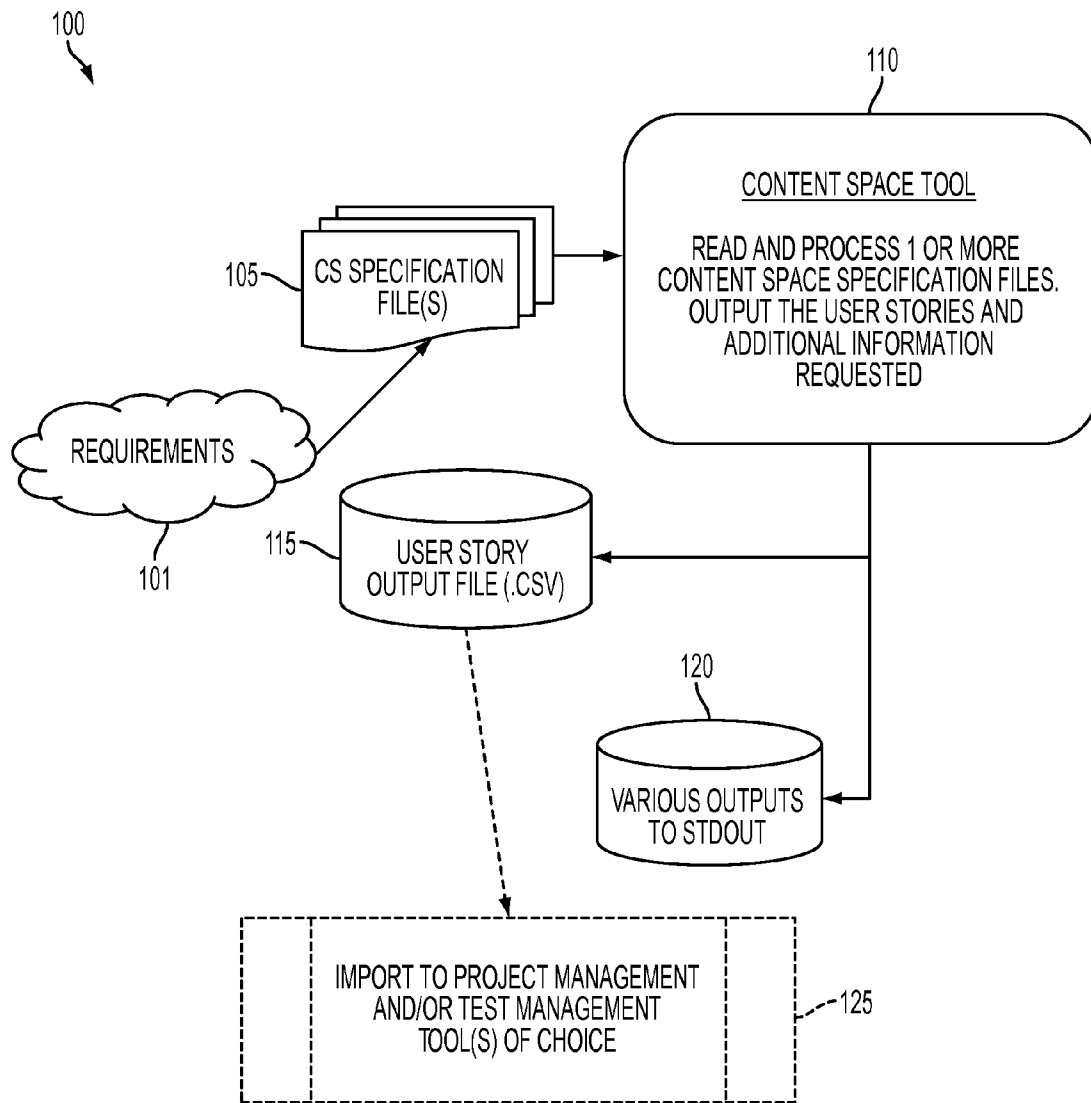 100
110
CONTENT SPACE TOOL
READ AND PROCESS 1 OR MORE
CONTENT SPACE SPECIFICATION FILES.
OUTPUT THE USER STORIES AND
ADDITIONAL INFORMATION
REQUESTED
105
CS SPECIFICATION
FILE(S)
REQUIREMENTS
101
115
USER STORY
OUTPUT FILE (.CSV)
120
VARIOUS OUTPUTS
TO STDOUT
IMPORT TO PROJECT MANAGEMENT
AND/OR TEST MANAGEMENT
TOOL(S) OF CHOICE
125